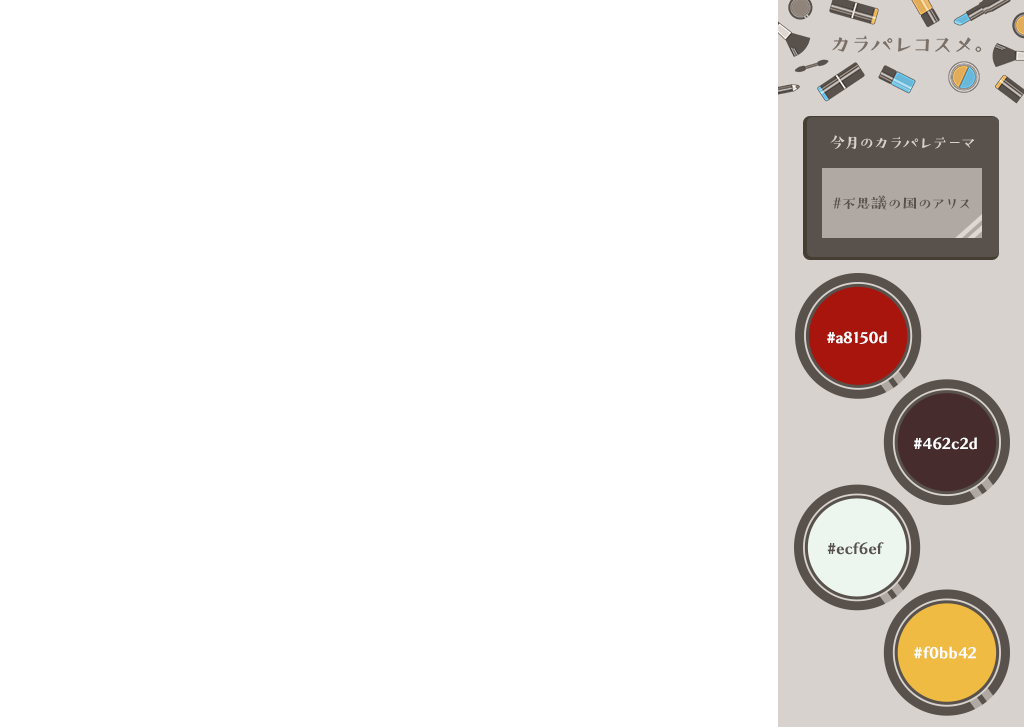 カラパレコスメ。
今月のカラパレテーマ
#不思議の国のアリス
#a8150d
#462c2d
#ecf6ef
#f0bb42